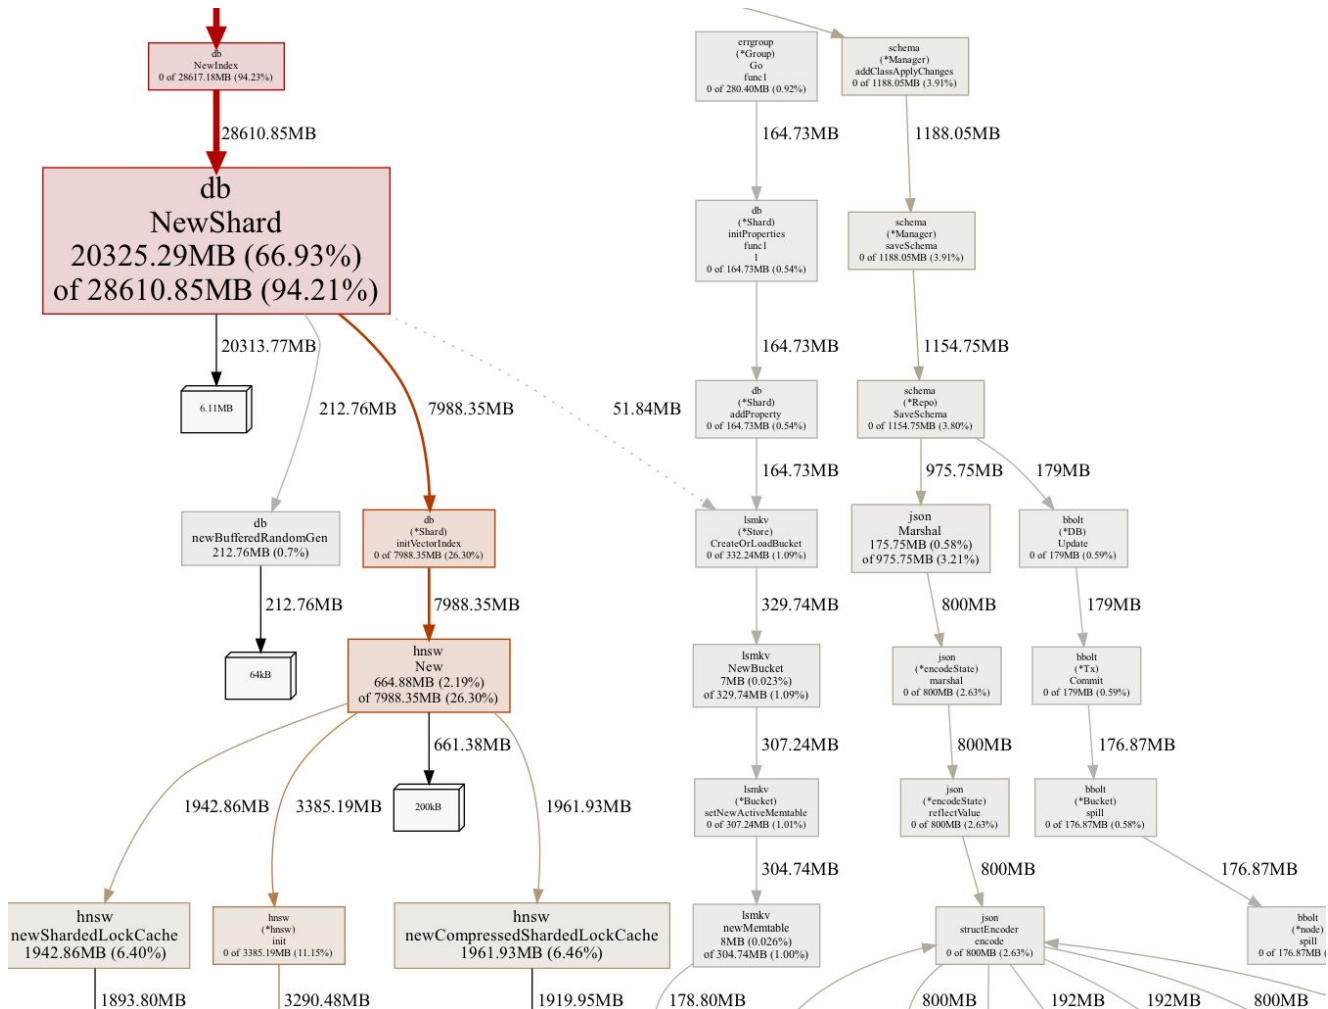 db
NewIndex
0 of 28617.18MB (94.23%)
28610.85MB
db
NewShard
20325.29MB (66.93%)
of 28610.85MB (94.21%)
20313.77MB
6.11MB
212.76MB
7988.35MB
51.84MB
db
newBufferedRandomGen
212.76MB (0.7%)
212.76MB
64kB
db
(*Shard)
initVectorIndex
0 of 7988.35MB (26.30%)
7988.35MB
hnsw
New
664.88MB (2.19%)
of 7988.35MB (26.30%)
661.38MB
200kB
1942.86MB
3385.19MB
1961.93MB
hnsw
newShardedLockCache
1942.86MB (6.40%)
1893.80MB
hnsw
(*hnsw)
init
0 of 3385.19MB (11.15%)
3290.48MB
hnsw
newCompressedShardedLockCache
1961.93MB (6.46%)
1919.95MB
errgroup
(*Group)
Go
func1
0 of 280.40MB (0.92%)
164.73MB
db
(*Shard)
initProperties
func1
1
0 of 164.73MB (0.54%)
164.73MB
db
(*Shard)
addProperty
0 of 164.73MB (0.54%)
164.73MB
lsmkv
(*Store)
CreateOrLoadBucket
0 of 332.24MB (1.09%)
329.74MB
lsmkv
NewBucket
7MB (0.023%)
of 329.74MB (1.09%)
307.24MB
lsmkv
(*Bucket)
setNewActiveMemtable
0 of 307.24MB (1.01%)
304.74MB
lsmkv
newMemtable
8MB (0.026%)
of 304.74MB (1.00%)
178.80MB
schema
(*Manager)
addClassApplyChanges
0 of 1188.05MB (3.91%)
1188.05MB
schema
(*Manager)
saveSchema
0 of 1188.05MB (3.91%)
1154.75MB
schema
(*Repo)
SaveSchema
0 of 1154.75MB (3.80%)
975.75MB
179MB
json
Marshal
175.75MB (0.58%)
of 975.75MB (3.21%)
800MB
json
(*encodeState)
marshal
0 of 800MB (2.63%)
800MB
json
(*encodeState)
reflectValue
0 of 800MB (2.63%)
800MB
json
structEncoder
encode
0 of 800MB (2.63%)
800MB
192MB
192MB
800MB
bbolt
(*DB)
Update
0 of 179MB (0.59%)
179MB
bbolt
(*Tx)
Commit
0 of 179MB (0.59%)
176.87MB
bbolt
(*Bucket)
spill
0 of 176.87MB (0.58%)
176.87MB
bbolt
(*node)
spill
0 of 176.87MB (